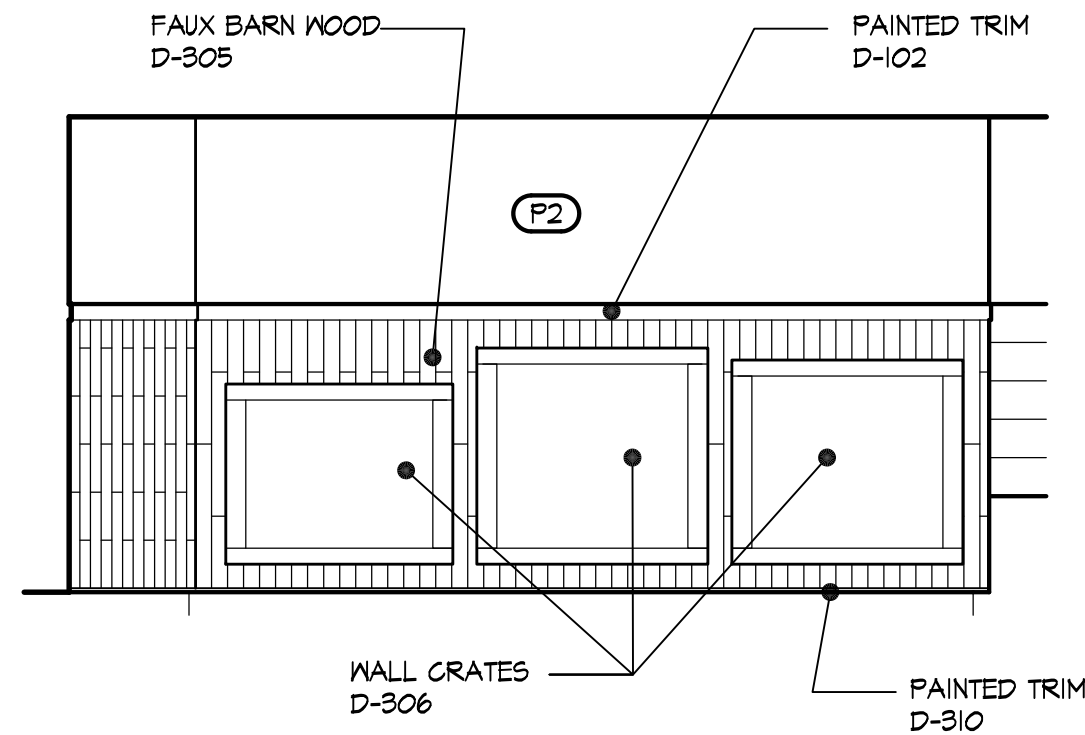 FAUX BARN WOOD
D-305
PAINTED TRIM
D-102
P2
WALL CRATES
D-306
PAINTED TRIM
D-310